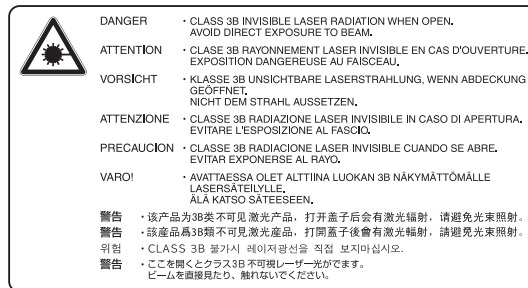 DANGER ・CLASS 3B INVISIBLE LASER RADIATION WHEN OPEN.
AVOID DIRECT EXPOSURE TO BEAM.
ATTENTION ・CLASE 3B RAYONNEMENT LASER INVISIBLE EN CAS D'OUVERTURE.
EXPOSITION DANGEREUSE AU FAISCEAU.
VORSICHT ・KLASSE 3B UNSICHTBARE LASERSTRAHLUNG, WENN ABDECKUNG
GEÖFFNET.
NICHT DEM STRAHL AUSSETZEN.
ATTENZIONE ・CLASSE 3B RADIAZIONE LASER INVISIBILE IN CASO DI APERTURA.
EVITARE L'ESPOSIZIONE AL FASCIO.
PRECAUCION ・CLASSE 3B RADIACIONE LASER INVISIBLE CUANDO SE ABRE.
EVITAR EXPONERSE AL RAYO.
VARO! ・AVATTAESSA OLET ALTTIINA LUOKAN 3B NÄKYMÄTTÖMÄLLE
LASERSÄTEILYLLE.
ÄLÄ KATSO SÄTEESEEN.
警告 ・该产品为3B类不可见激光产品，打开盖子后会有激光辐射，请避免光束照射。
警告 ・該産品爲3B類不可見激光産品，打開蓋子後會有激光輻射，請避免光束照射。
위험 ・CLASS 3B 불가시 레이저광선을 직접 보지마십시오.
警告 ・ここを開くとクラス3B不可視レーザー光がでます。
ビームを直接見たり、触れないでください。